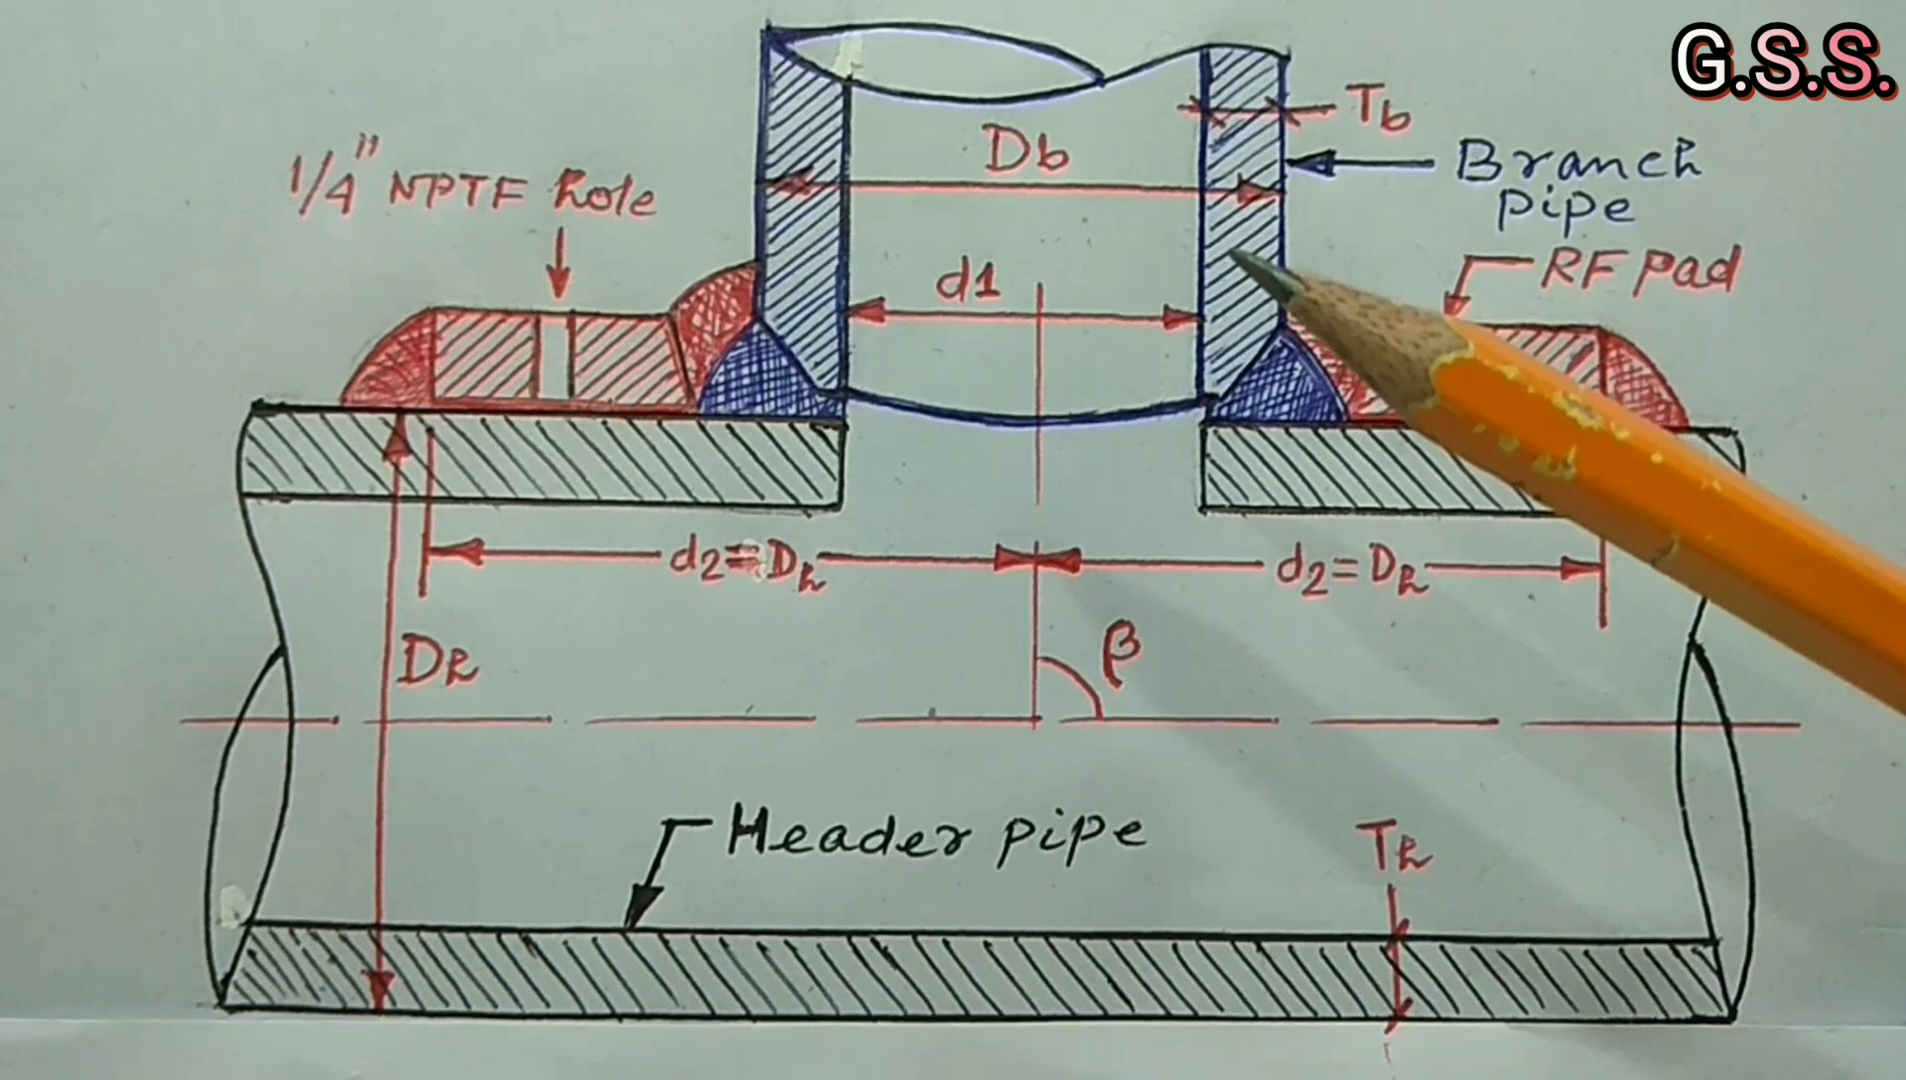 G.S.S.
Tb
Db
Branch
pipe
1/4" NPTF hole
RF pad
d1
d2=Dh
d2=Dh
Dh
β
Header pipe
Th